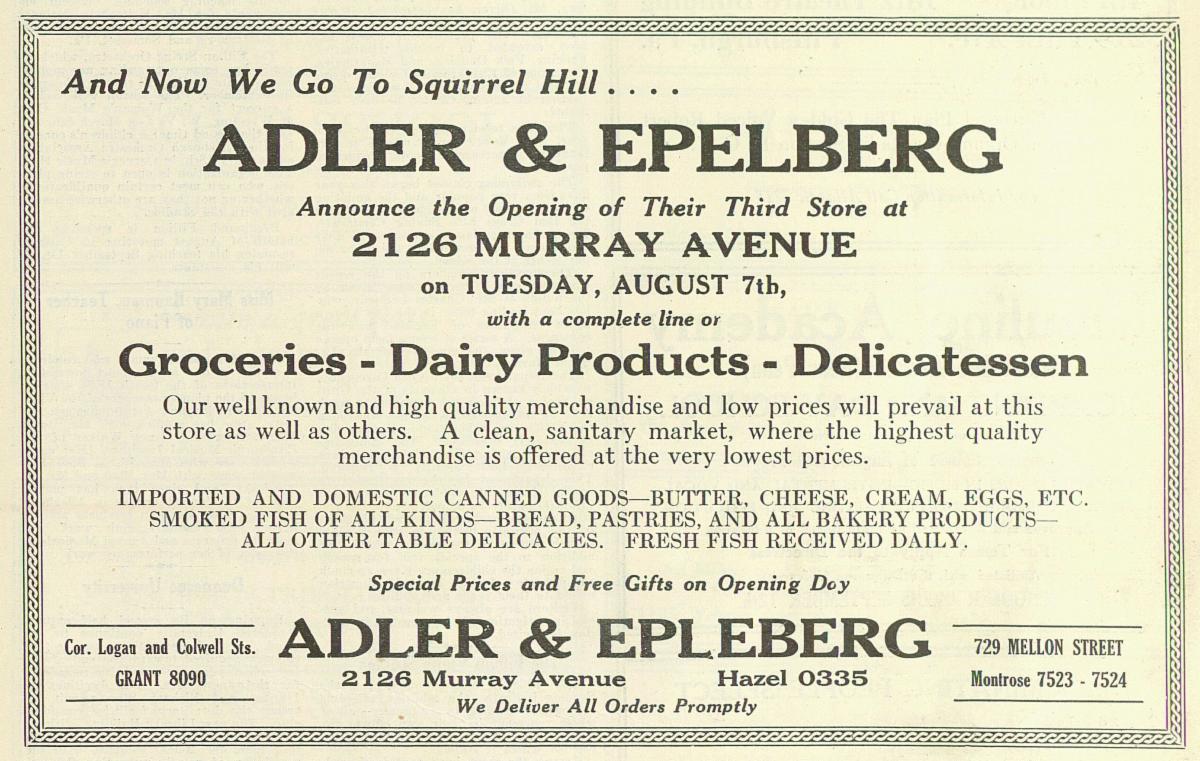 And Now We Go To Squirrel Hill . . . .
ADLER & EPELBERG
Announce the Opening of Their Third Store at
2126 MURRAY AVENUE
on TUESDAY, AUGUST 7th,
with a complete line or
Groceries - Dairy Products - Delicatessen
Our well known and high quality merchandise and low prices will prevail at this
store as well as others. A clean, sanitary market, where the highest quality
merchandise is offered at the very lowest prices.
IMPORTED AND DOMESTIC CANNED GOODS—BUTTER, CHEESE, CREAM, EGGS, ETC.
SMOKED FISH OF ALL KINDS—BREAD, PASTRIES, AND ALL BAKERY PRODUCTS—
ALL OTHER TABLE DELICACIES. FRESH FISH RECEIVED DAILY.
Special Prices and Free Gifts on Opening Day
Cor. Logan and Colwell Sts.
GRANT 8090
ADLER & EPLEBERG
2126 Murray Avenue Hazel 0335
We Deliver All Orders Promptly
729 MELLON STREET
Montrose 7523 - 7524